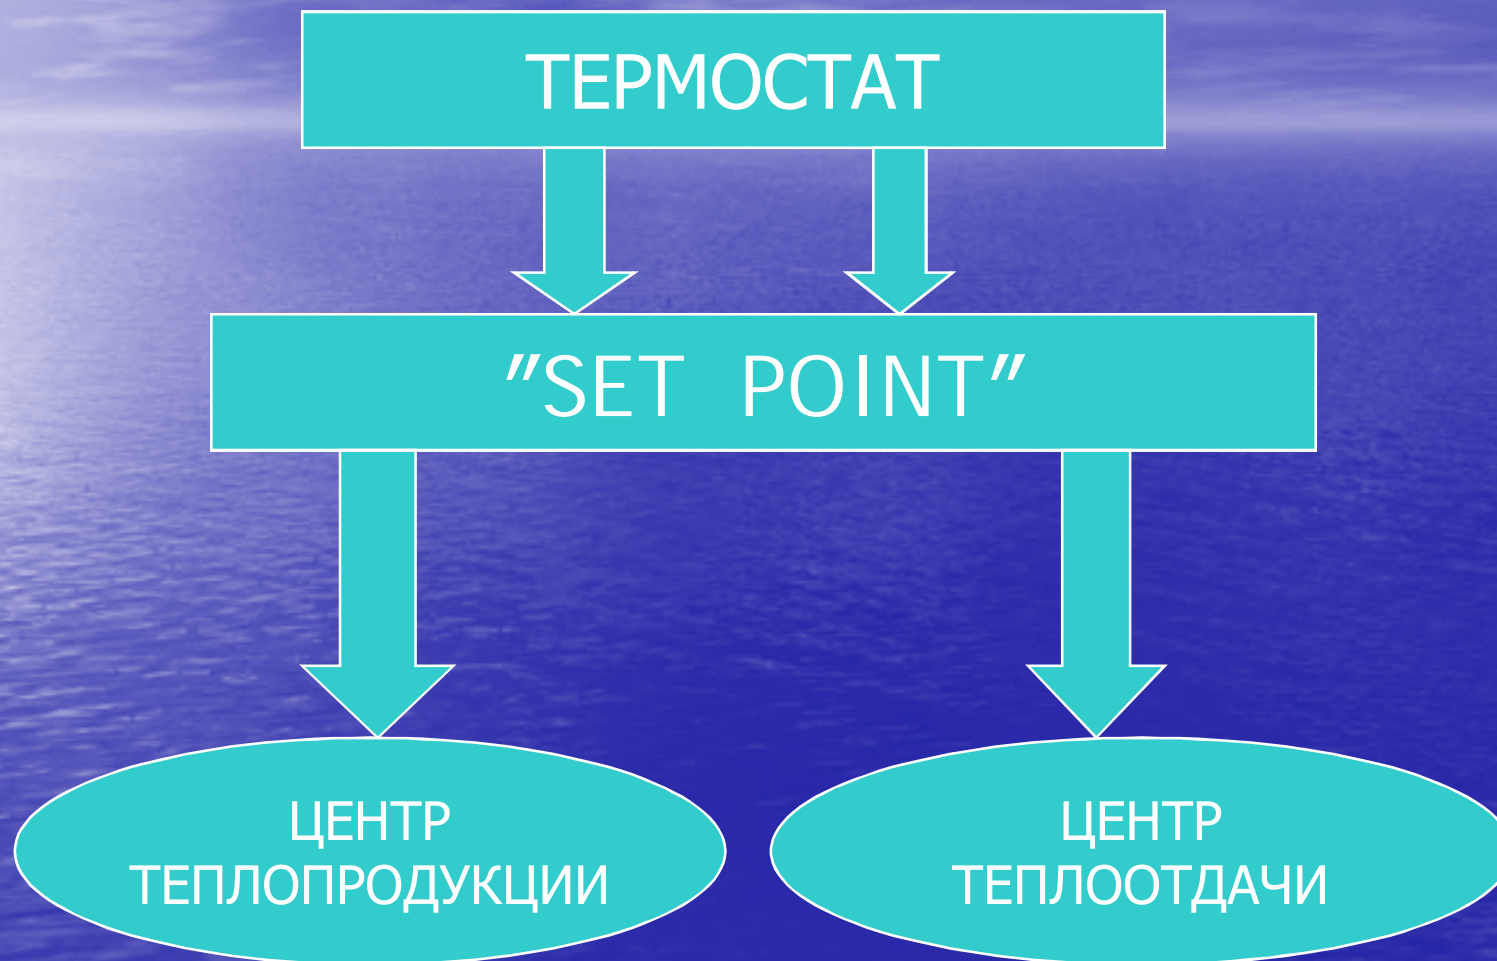 ТЕРМОСТАТ
"SET POINT"
ЦЕНТР
ТЕПЛОПРОДУКЦИИ
ЦЕНТР
ТЕПЛООТДАЧИ